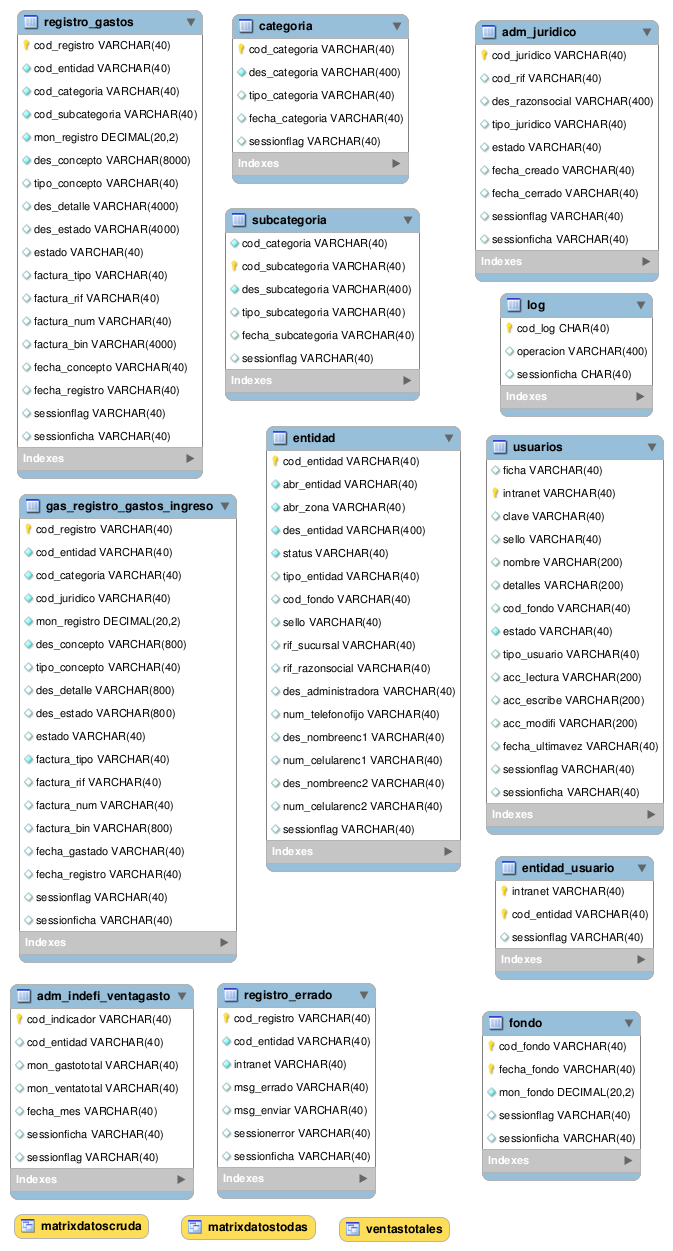 registro_gastos
cod_registro VARCHAR(40)
cod_entidad VARCHAR(40)
cod_categoria VARCHAR(40)
cod_subcategoria VARCHAR(40)
mon_registro DECIMAL(20,2)
des_concepto VARCHAR(8000)
tipo_concepto VARCHAR(40)
des_detalle VARCHAR(4000)
des_estado VARCHAR(4000)
estado VARCHAR(40)
factura_tipo VARCHAR(40)
factura_rif VARCHAR(40)
factura_num VARCHAR(40)
factura_bin VARCHAR(4000)
fecha_concepto VARCHAR(40)
fecha_registro VARCHAR(40)
sessionflag VARCHAR(40)
sessionficha VARCHAR(40)
Indexes
categoria
cod_categoria VARCHAR(40)
des_categoria VARCHAR(400)
tipo_categoria VARCHAR(40)
fecha_categoria VARCHAR(40)
sessionflag VARCHAR(40)
Indexes
adm_juridico
cod_juridico VARCHAR(40)
cod_rif VARCHAR(40)
des_razonsocial VARCHAR(400)
tipo_juridico VARCHAR(40)
estado VARCHAR(40)
fecha_creado VARCHAR(40)
fecha_cerrado VARCHAR(40)
sessionflag VARCHAR(40)
sessionficha VARCHAR(40)
Indexes
subcategoria
cod_categoria VARCHAR(40)
cod_subcategoria VARCHAR(40)
des_subcategoria VARCHAR(400)
tipo_subcategoria VARCHAR(40)
fecha_subcategoria VARCHAR(40)
sessionflag VARCHAR(40)
Indexes
log
cod_log CHAR(40)
operacion VARCHAR(400)
sessionficha CHAR(40)
Indexes
entidad
cod_entidad VARCHAR(40)
abr_entidad VARCHAR(40)
abr_zona VARCHAR(40)
des_entidad VARCHAR(400)
status VARCHAR(40)
tipo_entidad VARCHAR(40)
cod_fondo VARCHAR(40)
sello VARCHAR(40)
rif_sucursal VARCHAR(40)
rif_razonsocial VARCHAR(40)
des_administradora VARCHAR(40)
num_telefonofijo VARCHAR(40)
des_nombreenc1 VARCHAR(40)
num_celularenc1 VARCHAR(40)
des_nombreenc2 VARCHAR(40)
num_celularenc2 VARCHAR(40)
sessionflag VARCHAR(40)
Indexes
usuarios
ficha VARCHAR(40)
intranet VARCHAR(40)
clave VARCHAR(40)
sello VARCHAR(40)
nombre VARCHAR(200)
detalles VARCHAR(200)
cod_fondo VARCHAR(40)
estado VARCHAR(40)
tipo_usuario VARCHAR(40)
acc_lectura VARCHAR(200)
acc_escribe VARCHAR(200)
acc_modifi VARCHAR(200)
fecha_ultimavez VARCHAR(40)
sessionflag VARCHAR(40)
sessionficha VARCHAR(40)
Indexes
gas_registro_gastos_ingreso
cod_registro VARCHAR(40)
cod_entidad VARCHAR(40)
cod_categoria VARCHAR(40)
cod_juridico VARCHAR(40)
mon_registro DECIMAL(20,2)
des_concepto VARCHAR(800)
tipo_concepto VARCHAR(40)
des_detalle VARCHAR(800)
des_estado VARCHAR(800)
estado VARCHAR(40)
factura_tipo VARCHAR(40)
factura_rif VARCHAR(40)
factura_num VARCHAR(40)
factura_bin VARCHAR(800)
fecha_gastado VARCHAR(40)
fecha_registro VARCHAR(40)
sessionflag VARCHAR(40)
sessionficha VARCHAR(40)
Indexes
entidad_usuario
intranet VARCHAR(40)
cod_entidad VARCHAR(40)
sessionflag VARCHAR(40)
Indexes
adm_indefi_ventagasto
cod_indicador VARCHAR(40)
cod_entidad VARCHAR(40)
mon_gastototal VARCHAR(40)
mon_ventatotal VARCHAR(40)
fecha_mes VARCHAR(40)
sessionficha VARCHAR(40)
sessionflag VARCHAR(40)
Indexes
registro_errado
cod_registro VARCHAR(40)
cod_entidad VARCHAR(40)
intranet VARCHAR(40)
msg_errado VARCHAR(40)
msg_enviar VARCHAR(40)
sessionerror VARCHAR(40)
sessionficha VARCHAR(40)
Indexes
fondo
cod_fondo VARCHAR(40)
fecha_fondo VARCHAR(40)
mon_fondo DECIMAL(20,2)
sessionflag VARCHAR(40)
sessionficha VARCHAR(40)
Indexes
matrixdatoscruda
matrixdatostodas
ventastotales